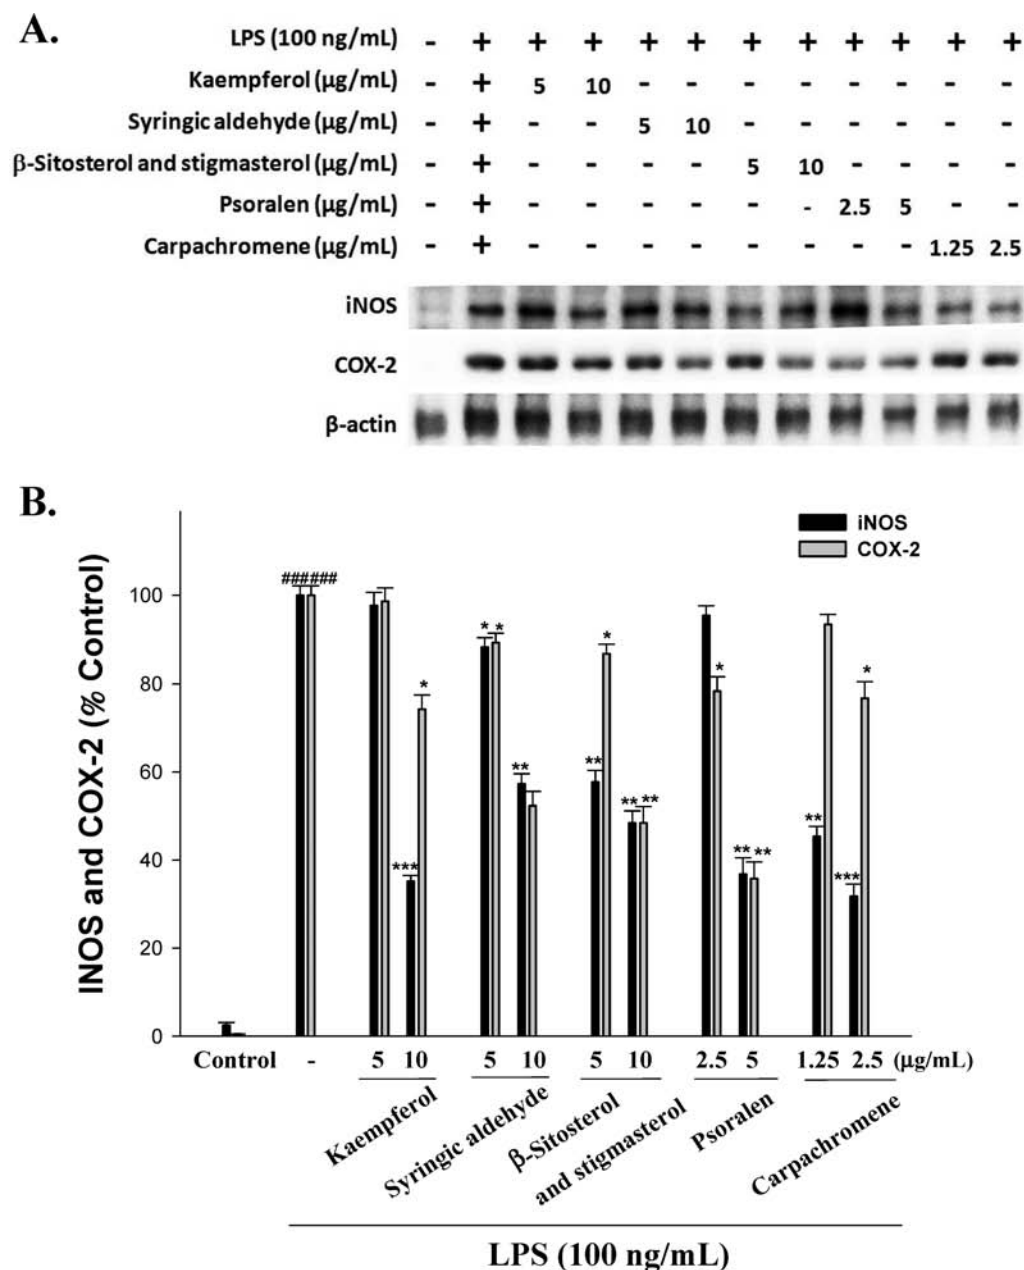 A.
LPS (100 ng/mL) - + + + + + + + + + + +
Kaempferol (µg/mL) - + 5 10 - - - - - - - -
Syringic aldehyde (µg/mL) - + - - 5 10 - - - - - -
β-Sitosterol and stigmasterol (µg/mL) - + - - - - 5 10 - - - -
Psoralen (µg/mL) - + - - - - - - 2.5 5 - -
Carpachromene (µg/mL) - + - - - - - - - - 1.25 2.5
iNOS
COX-2
β-actin
B.
iNOS
COX-2
INOS and COX-2 (% Control)
100
80
60
40
20
0
######
*
***
* *
**
**
*
** **
*
** **
**
***
*
Control - 5 10 5 10 5 10 2.5 5 1.25 2.5 (µg/mL)
Kaempferol
Syringic aldehyde
β-Sitosterol
and stigmasterol
Psoralen
Carpachromene
LPS (100 ng/mL)